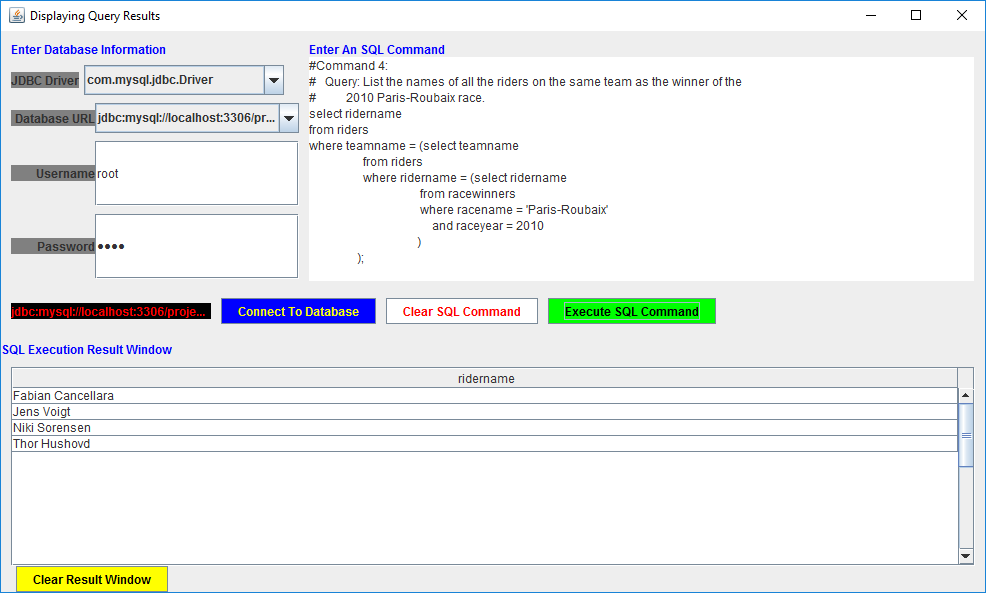 Displaying Query Results
Enter Database Information
JDBC Driver com.mysql.jdbc.Driver
Database URL jdbc:mysql://localhost:3306/pr...
Username root
Password ••••
Enter An SQL Command
#Command 4:
#   Query: List the names of all the riders on the same team as the winner of the
#         2010 Paris-Roubaix race.
select ridername
from riders
where teamname = (select teamname
from riders
where ridername = (select ridername
from racewinners
where racename = 'Paris-Roubaix'
and raceyear = 2010
)
);
jdbc:mysql://localhost:3306/proje... Connect To Database Clear SQL Command Execute SQL Command
SQL Execution Result Window
ridername
Fabian Cancellara
Jens Voigt
Niki Sorensen
Thor Hushovd
Clear Result Window